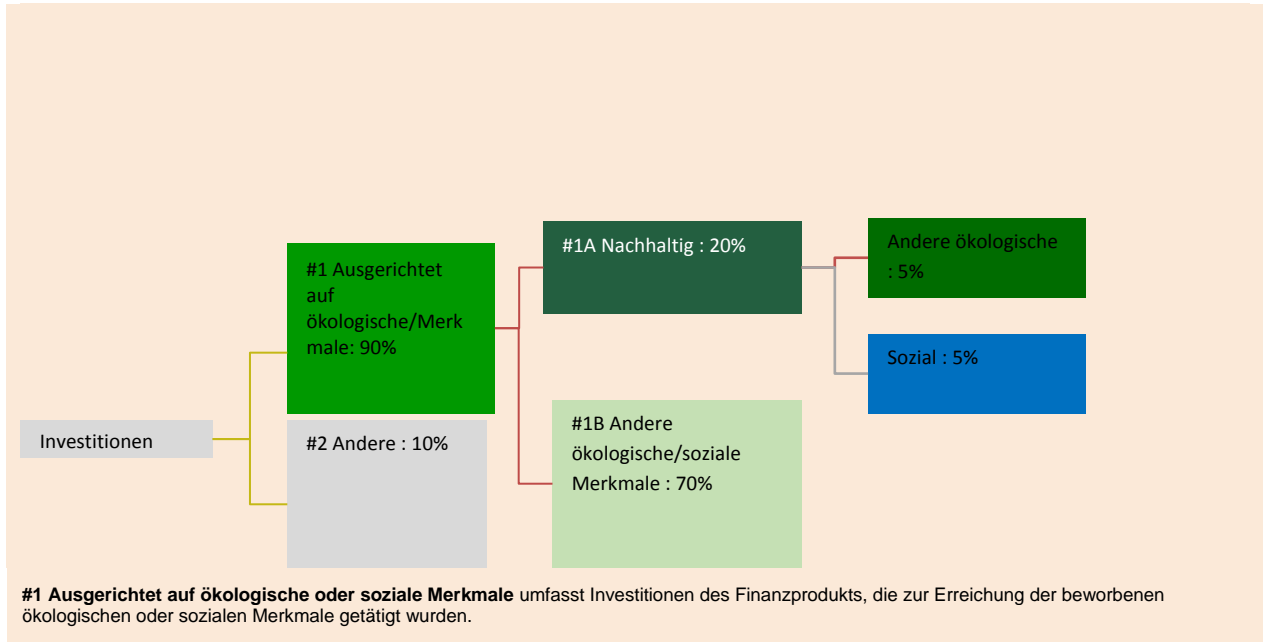 Investitionen
#1 Ausgerichtet
auf
ökologische/Merk
male: 90%
#2 Andere : 10%
#1A Nachhaltig : 20%
#1B Andere
ökologische/soziale
Merkmale : 70%
Andere ökologische
: 5%
Sozial : 5%
#1 Ausgerichtet auf ökologische oder soziale Merkmale umfasst Investitionen des Finanzprodukts, die zur Erreichung der beworbenen
ökologischen oder sozialen Merkmale getätigt wurden.